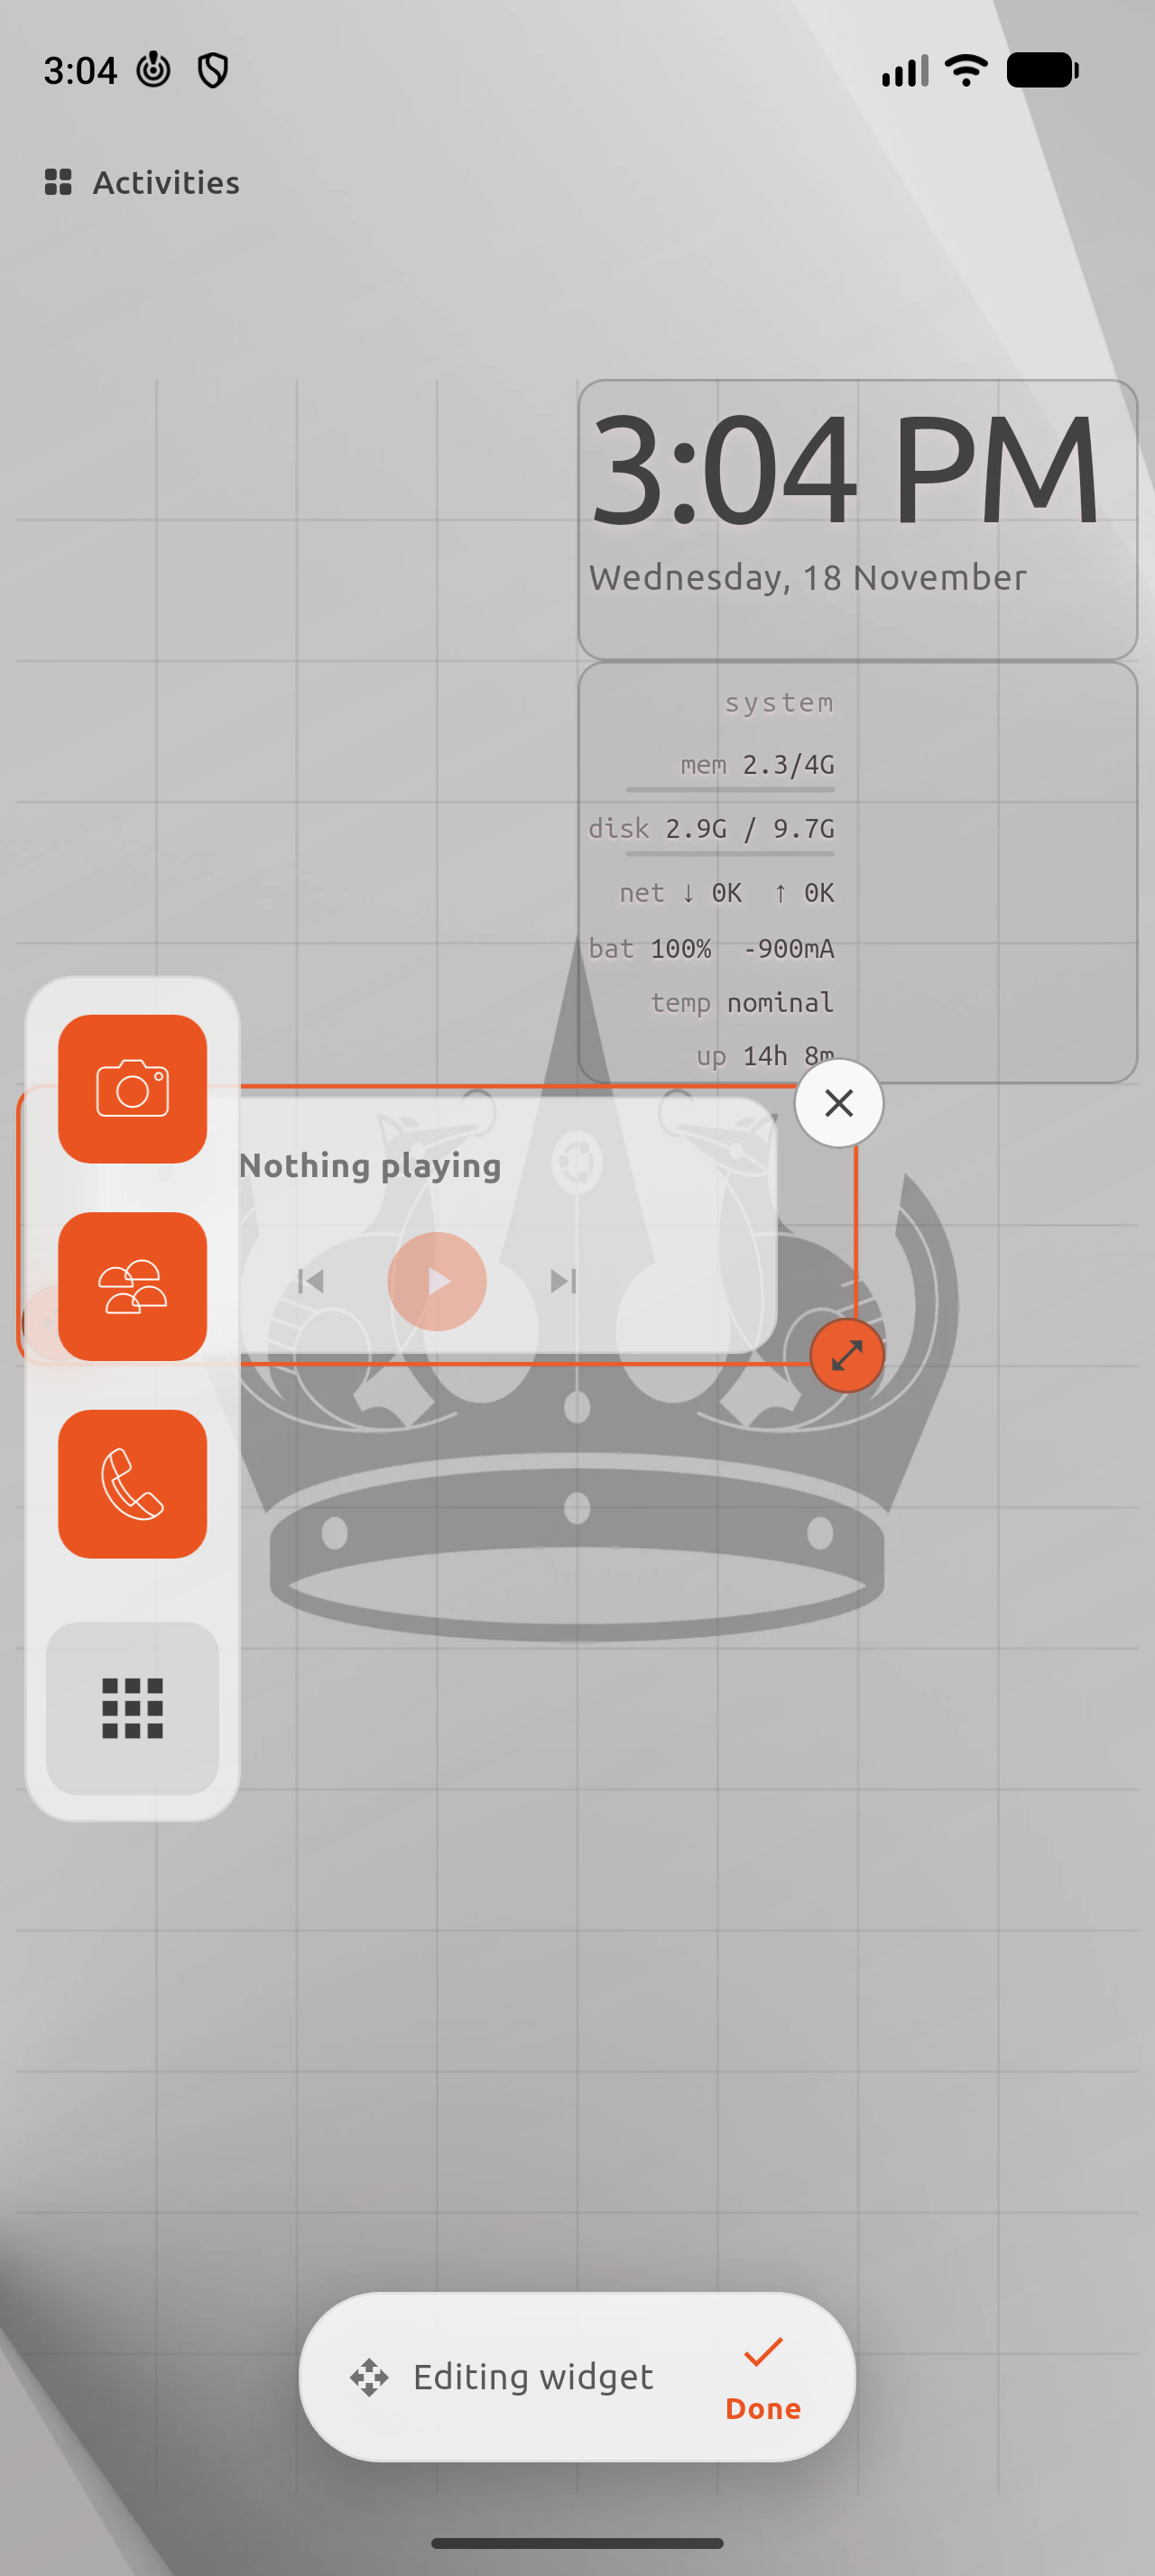 3:04
Activities
3:04 PM
Wednesday, 18 November
system
mem 2.3/4G
disk 2.9G / 9.7G
net ↓ 0K ↑ 0K
bat 100% -900mA
temp nominal
up 14h 8m
Nothing playing
Editing widget
Done